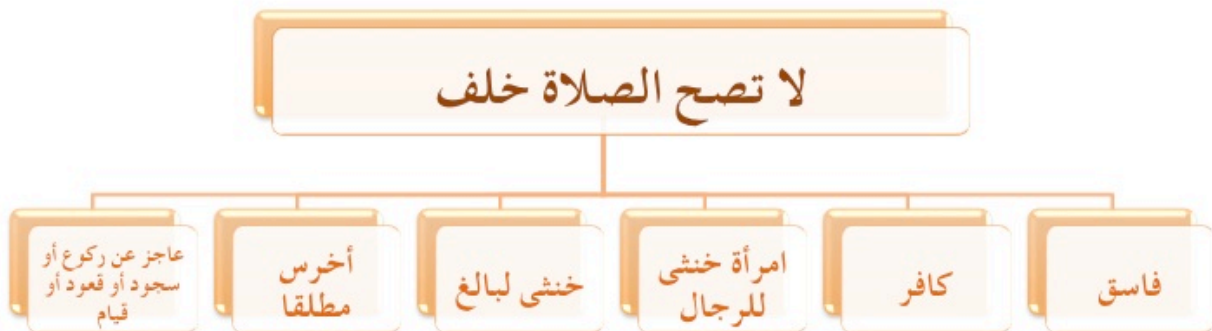 لا تصح الصلاة خلف
فاسق
كافر
امرأة خنثى
للرجال
خنثى لبالغ
أخرس
مطلقا
عاجز عن ركوع أو
سجود أو قعود أو
قيام